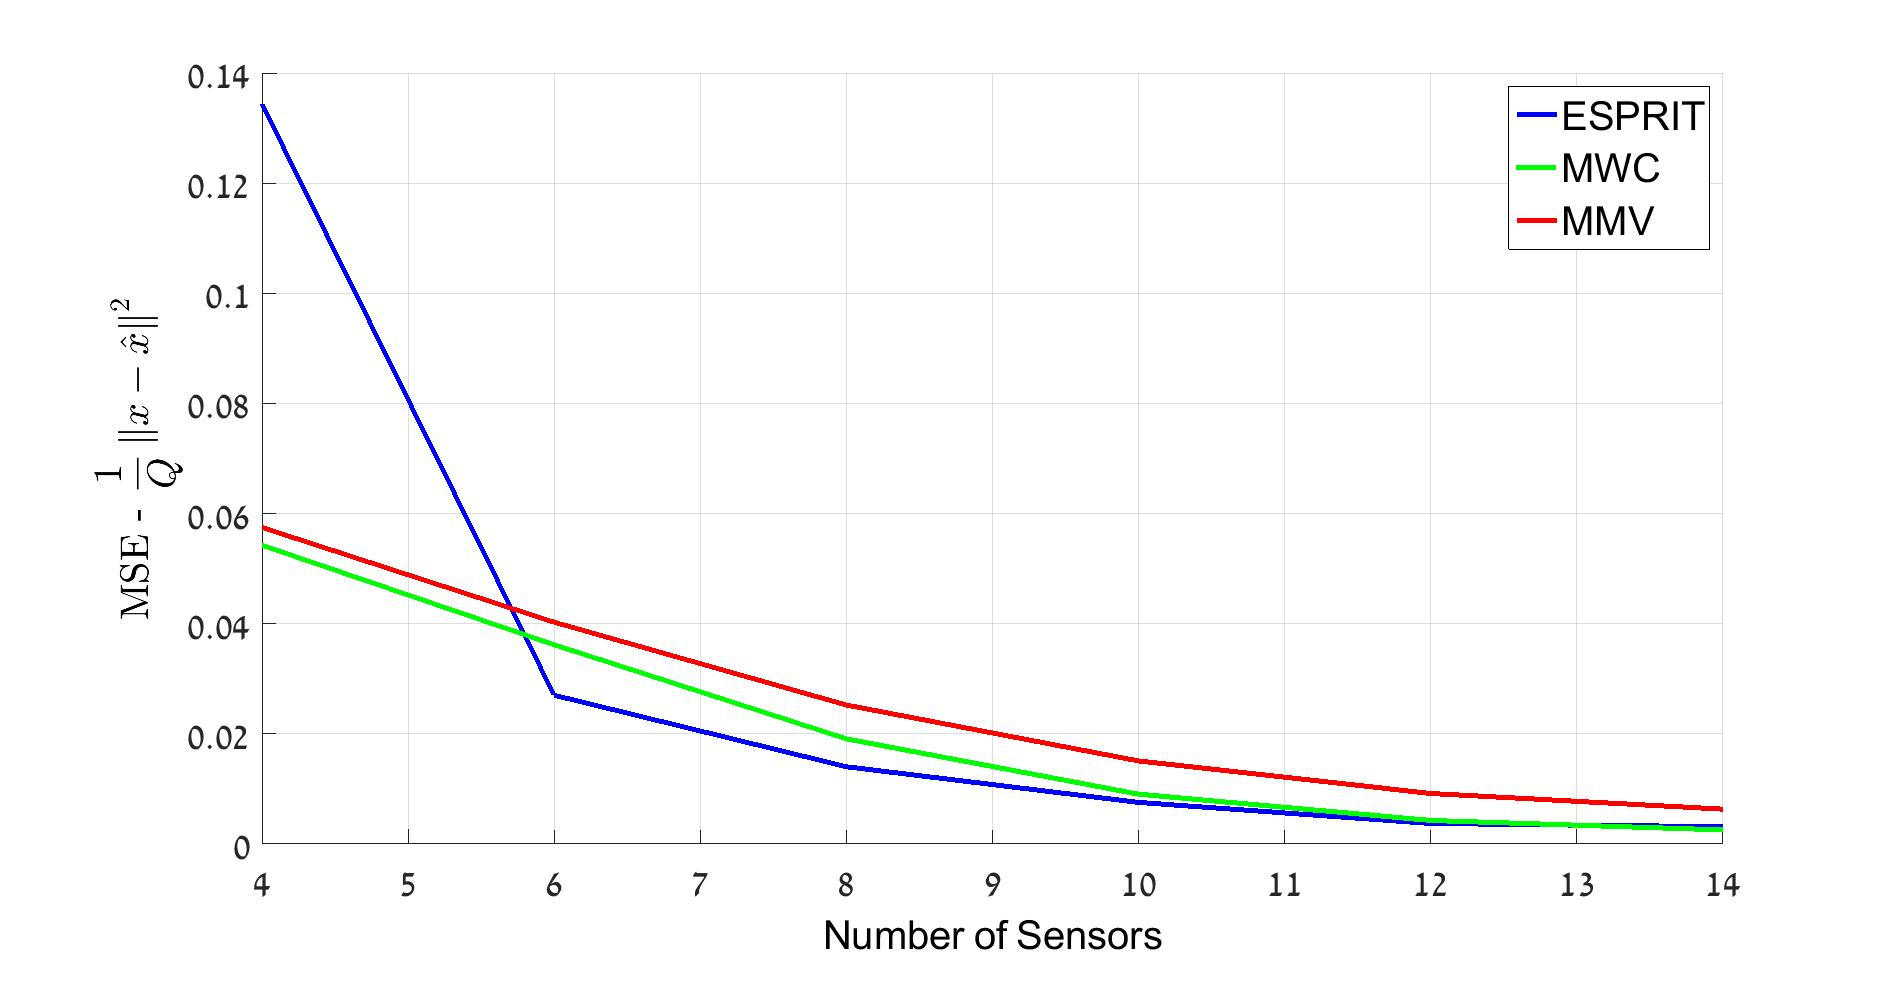 0.14
0.12
0.1
0.08
0.06
0.04
0.02
0
MSE - \frac{1}{Q} ||x − x̂||²
4 5 6 7 8 9 10 11 12 13 14
Number of Sensors
ESPRIT
MWC
MMV